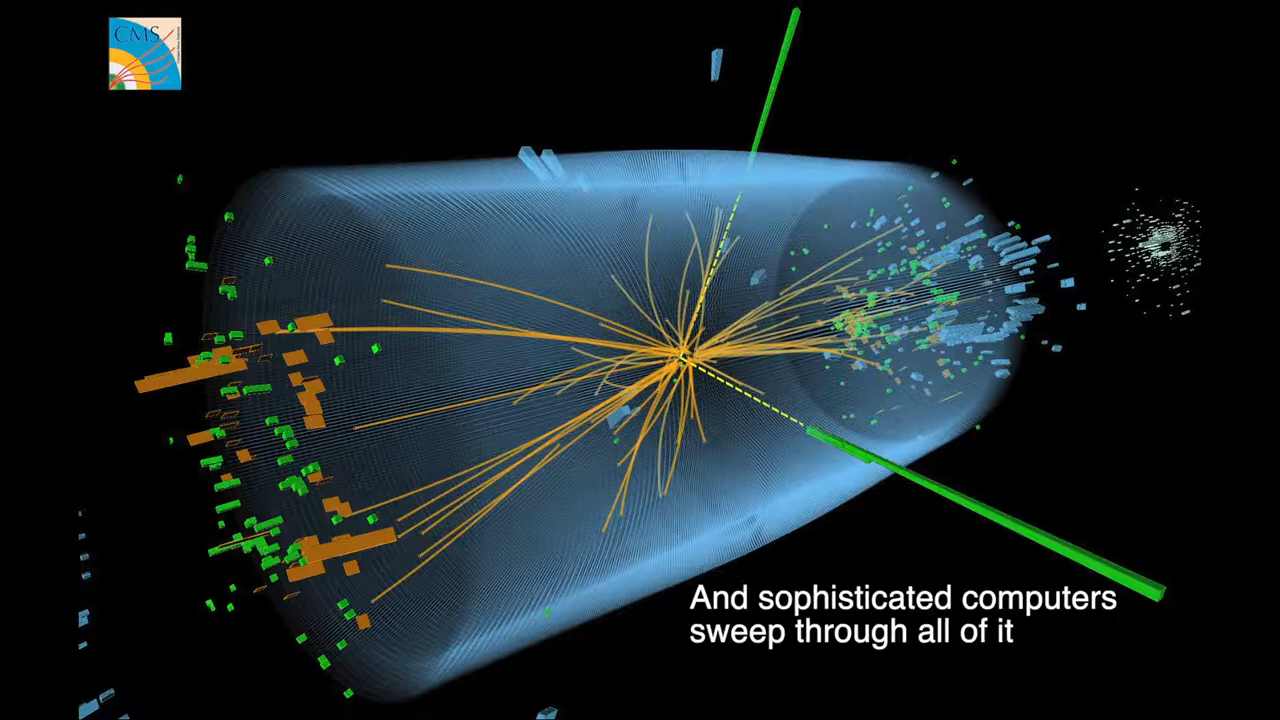 CMS
And sophisticated computers
sweep through all of it